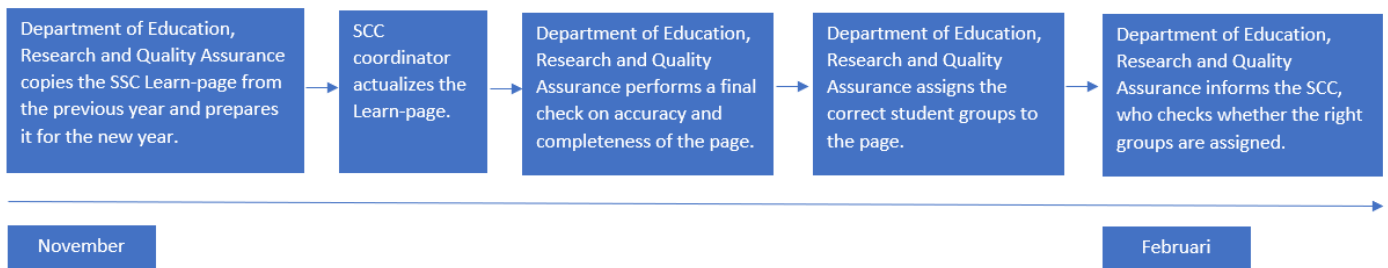 Department of Education,
Research and Quality Assurance
copies the SSC Learn-page from
the previous year and prepares
it for the new year.
SCC
coordinator
actualizes the
Learn-page.
Department of Education,
Research and Quality
Assurance performs a final
check on accuracy and
completeness of the page.
Department of Education,
Research and Quality
Assurance assigns the
correct student groups to
the page.
Department of Education,
Research and Quality
Assurance informs the SCC,
who checks whether the right
groups are assigned.
November
Februari